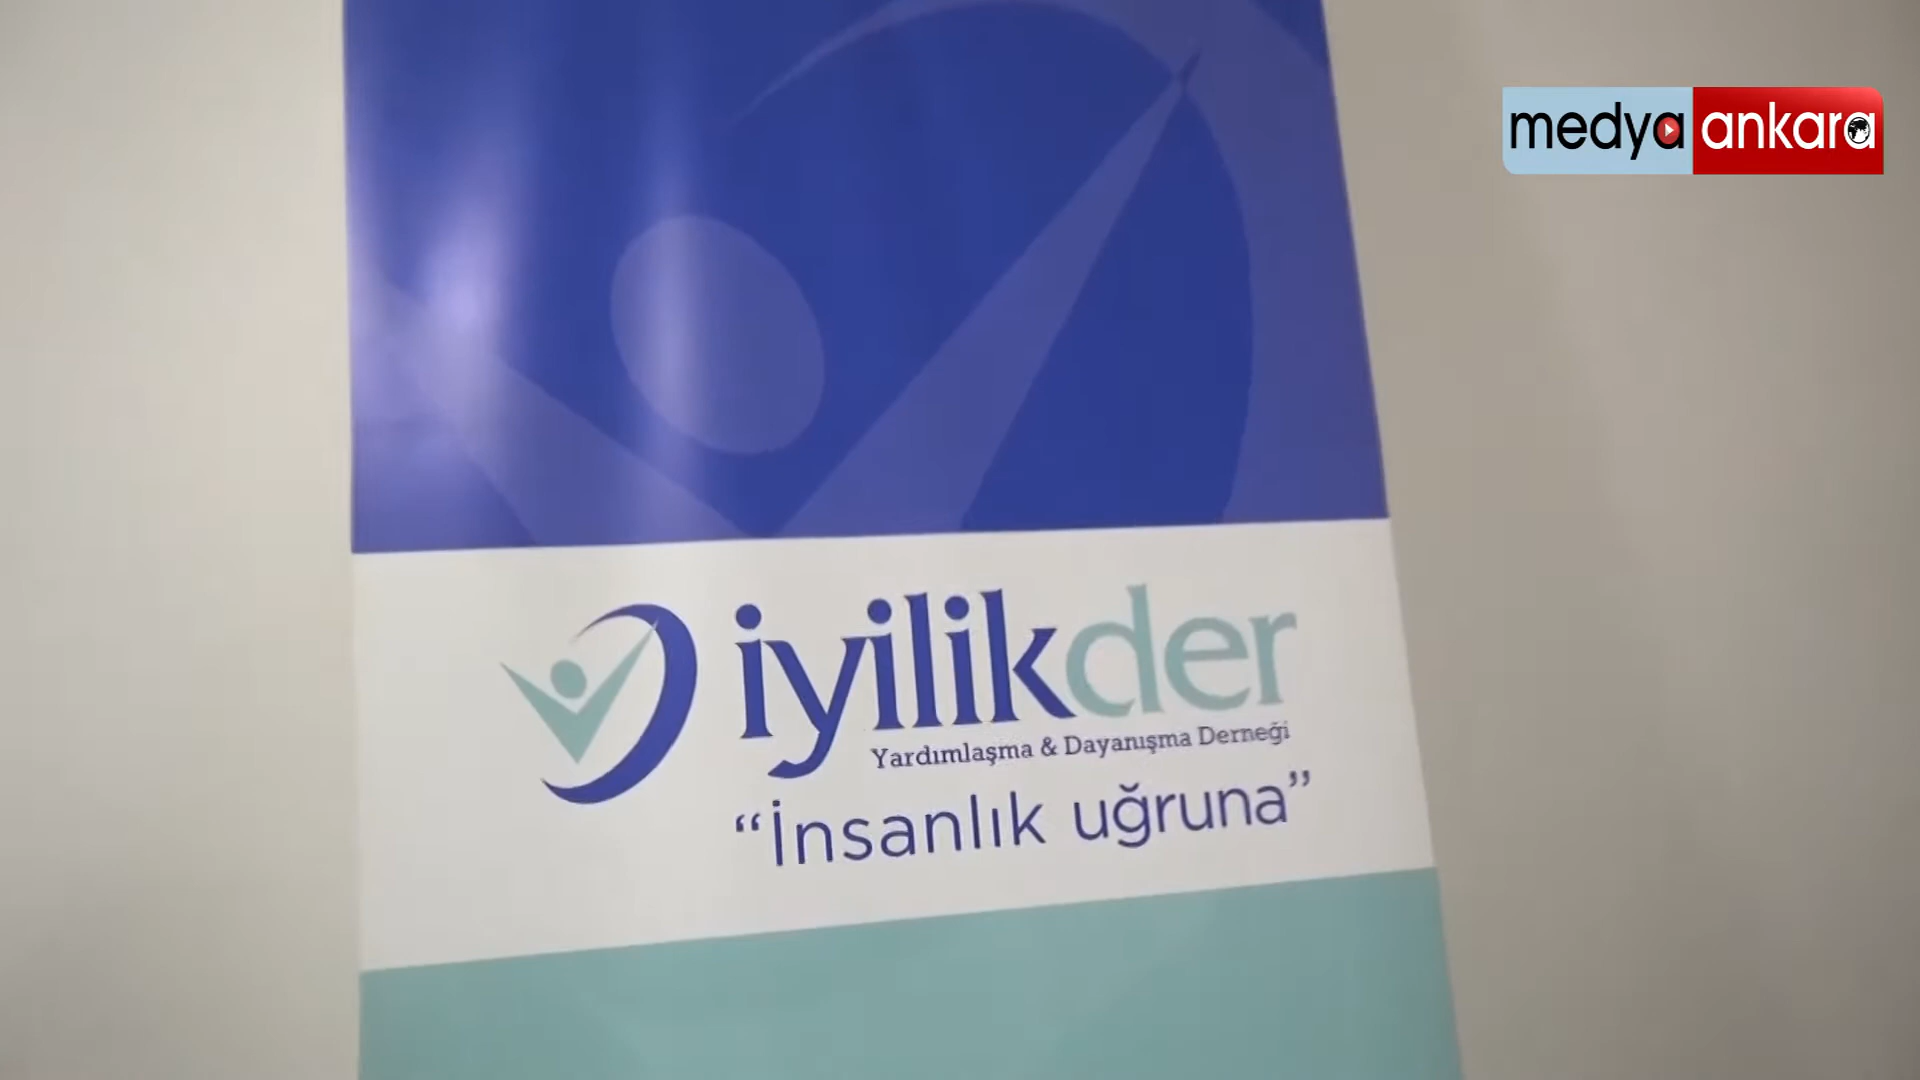 medya ankara
iyilikder
Yardımlaşma & Dayanışma Derneği
“İnsanlık uğruna”